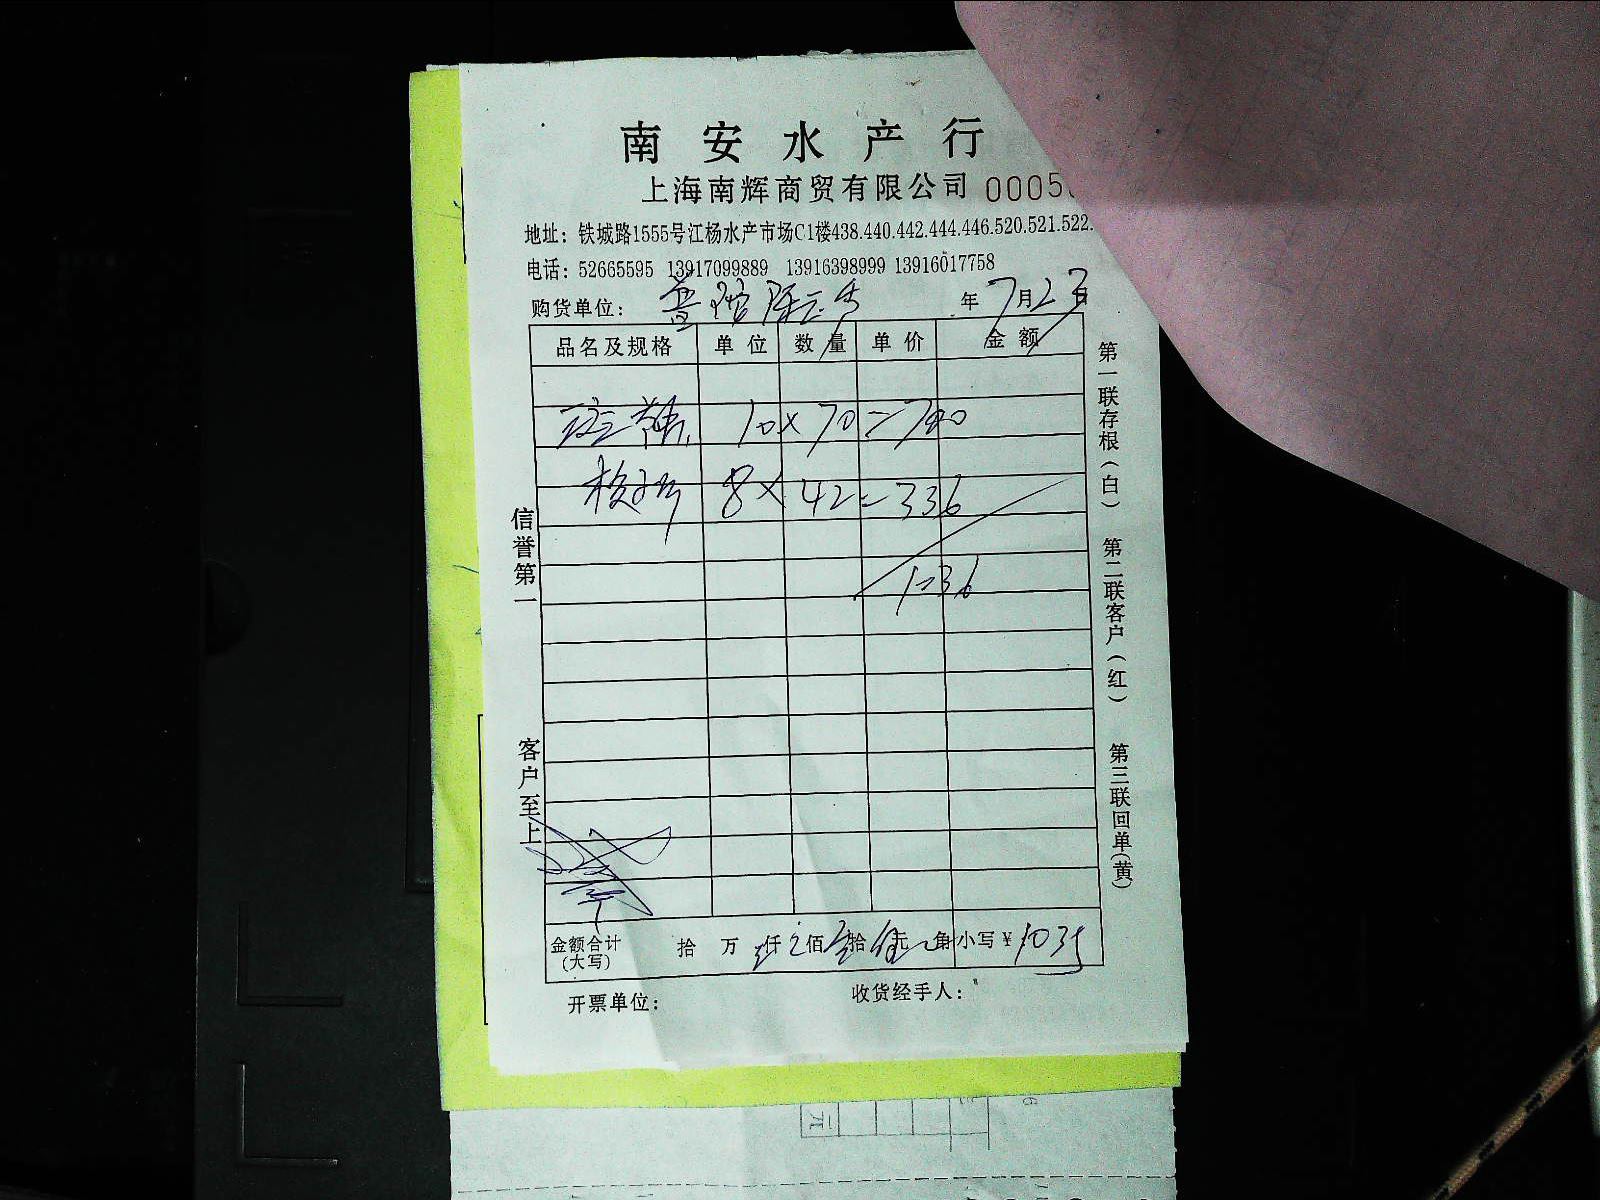 南安水产行
上海南辉商贸有限公司 0005
地址：铁城路1555号江杨水产市场C1楼438.440.442.444.446.520.521.522.
电话：52665595 13917099889 13916398999 13916017758
购货单位： 年 7月23日
品名及规格 单位 数量 单价 金额
10×70=700
8×42=336
1036
信誉第一
客户至上
第一联存根（白） 第二联客户（红） 第三联回单（黄）
金额合计（大写） 拾 万 仟 佰 拾 元 角 小写￥1035
开票单位： 收货经手人：